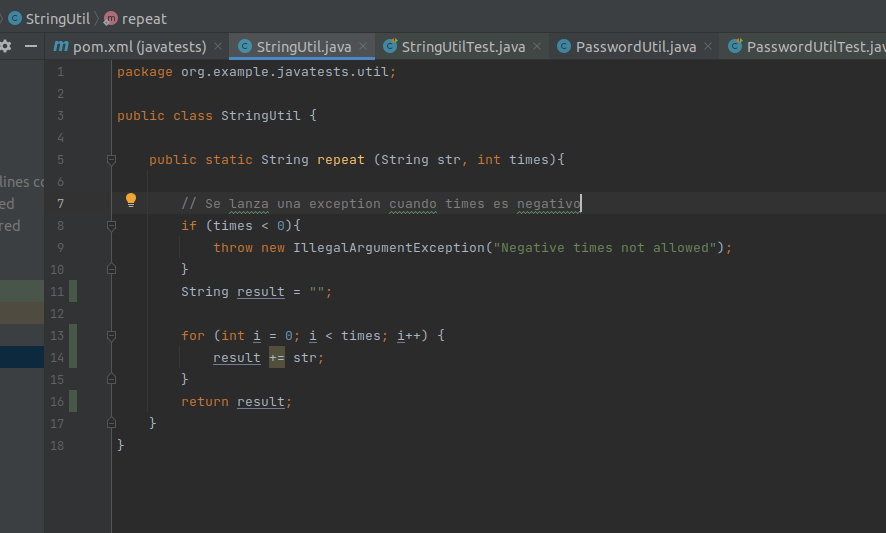 StringUtil repeat
pom.xml (javatests) StringUtil.java StringUtilTest.java PasswordUtil.java PasswordUtilTest.jav
1 package org.example.javatests.util;
2
3 public class StringUtil {
4
5 public static String repeat (String str, int times){
6
lines co
7 // Se lanza una exception cuando times es negativo
ed
8 if (times < 0){
red
9 throw new IllegalArgumentException("Negative times not allowed");
10 }
11 String result = "";
12
13 for (int i = 0; i < times; i++) {
14 result += str;
15 }
16 return result;
17 }
18 }